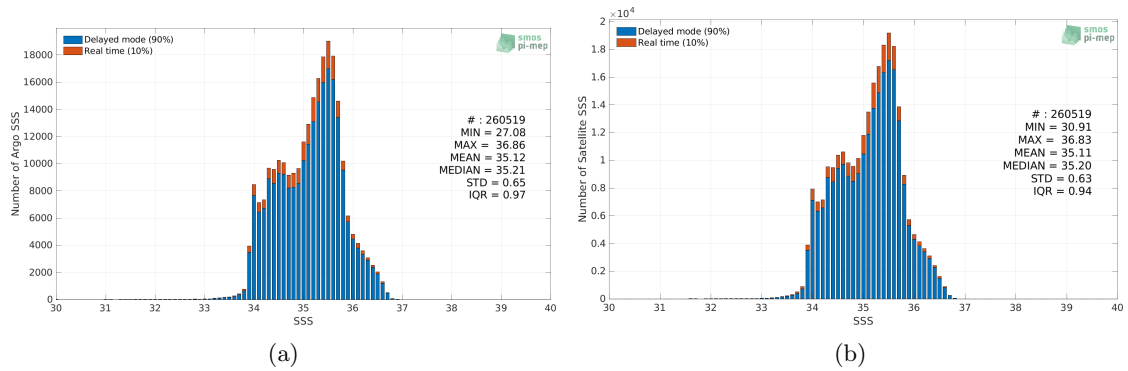 Delayed mode (90%)
Real time (10%)
smos
pi-mep
Number of Argo SSS
18000
16000
14000
12000
10000
8000
6000
4000
2000
0
# : 260519
MIN = 27.08
MAX = 36.86
MEAN = 35.12
MEDIAN = 35.21
STD = 0.65
IQR = 0.97
30 31 32 33 34 35 36 37 38 39 40
SSS
(a)
×10⁴
Delayed mode (90%)
Real time (10%)
smos
pi-mep
Number of Satellite SSS
2
1.8
1.6
1.4
1.2
1
0.8
0.6
0.4
0.2
0
# : 260519
MIN = 30.91
MAX = 36.83
MEAN = 35.11
MEDIAN = 35.20
STD = 0.63
IQR = 0.94
30 31 32 33 34 35 36 37 38 39 40
SSS
(b)